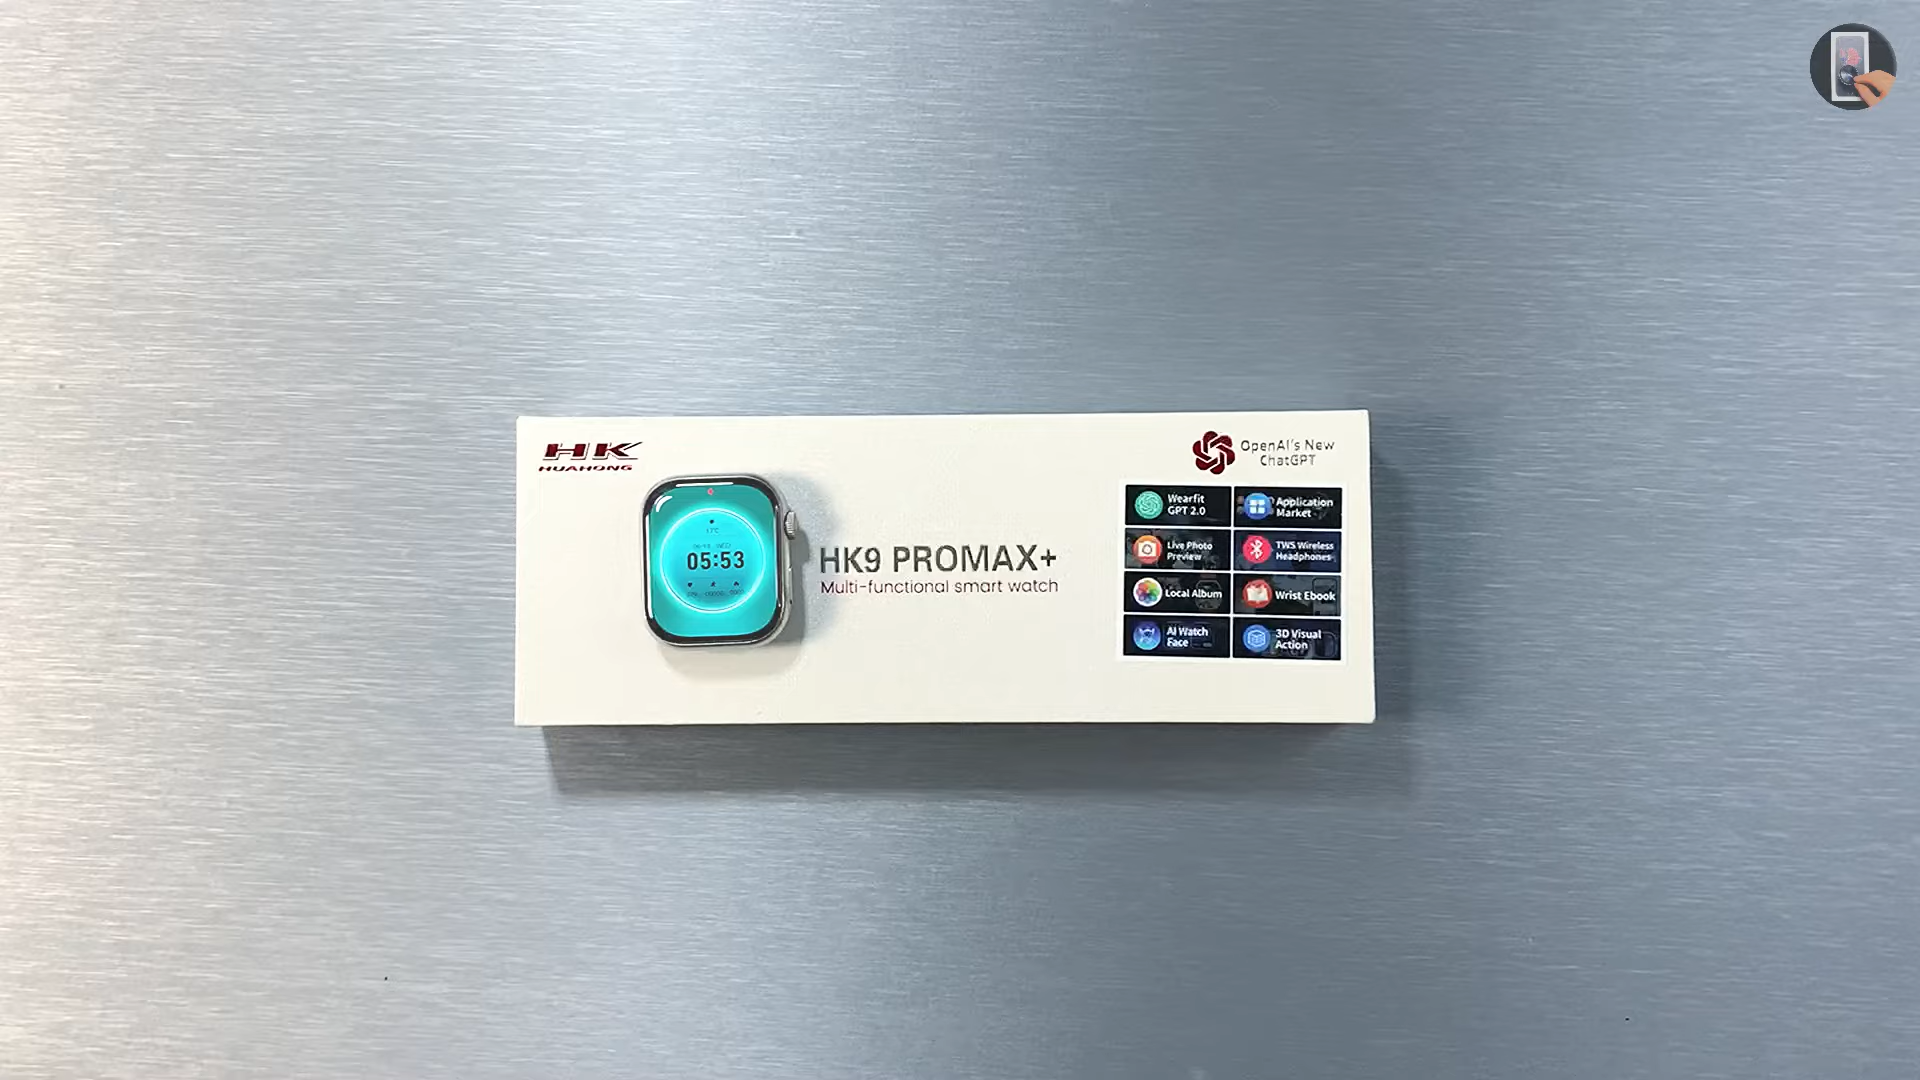 HK
HUAHONG
OpenAI's New
ChatGPT
05:53
HK9 PROMAX+
Multi-functional smart watch
Wearfit
GPT 2.0
Application
Market
Live Photo
Preview
TWS Wireless
Headphones
Local Album
Wrist Ebook
AI Watch
Face
3D Visual
Action